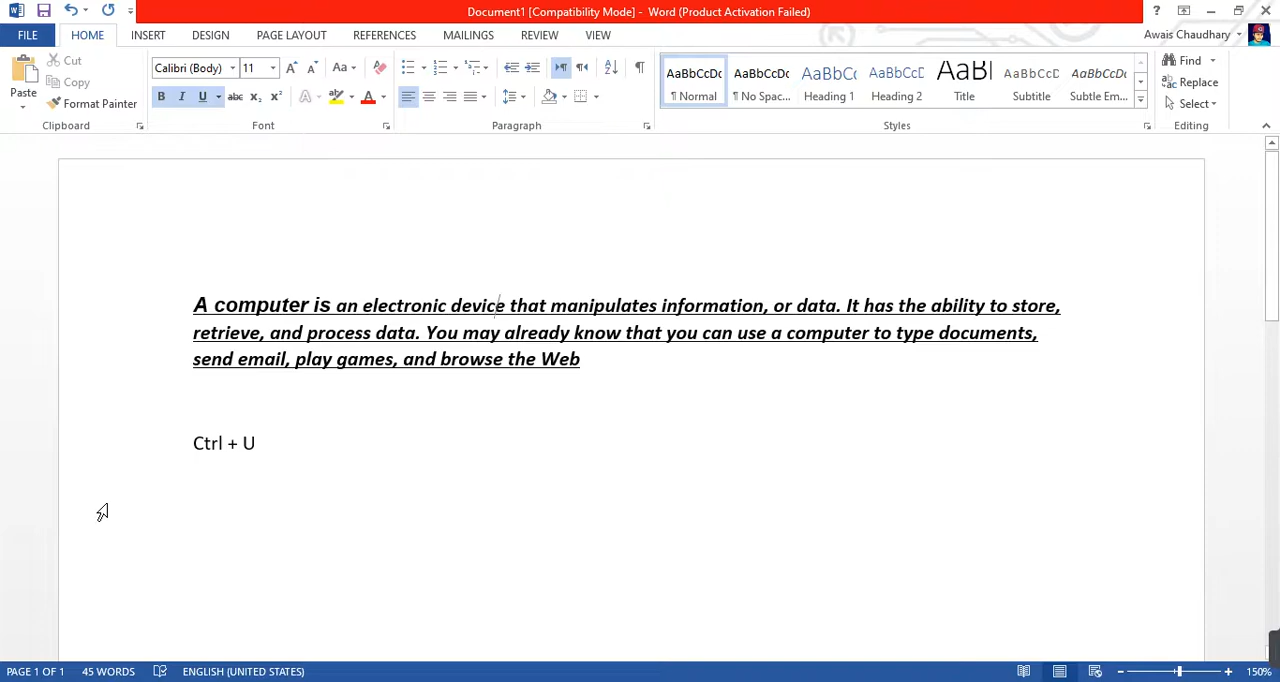 Document1 [Compatibility Mode] - Word (Product Activation Failed)
?
FILE HOME INSERT DESIGN PAGE LAYOUT REFERENCES MAILINGS REVIEW VIEW Awais Chaudhary
Paste
Cut
Copy
Format Painter
Clipboard
Calibri (Body) 11 Aa
B I U abc X₂ X² A A
Font
Paragraph
AaBbCcDc AaBbCcDc AaBbCc AaBbCcD AaBl AaBbCcD AaBbCcDc
¶ Normal ¶ No Spac... Heading 1 Heading 2 Title Subtitle Subtle Em...
Styles
Find
Replace
Select
Editing
A computer is an electronic device that manipulates information, or data. It has the ability to store,
retrieve, and process data. You may already know that you can use a computer to type documents,
send email, play games, and browse the Web
Ctrl + U
PAGE 1 OF 1 45 WORDS ENGLISH (UNITED STATES) 150%